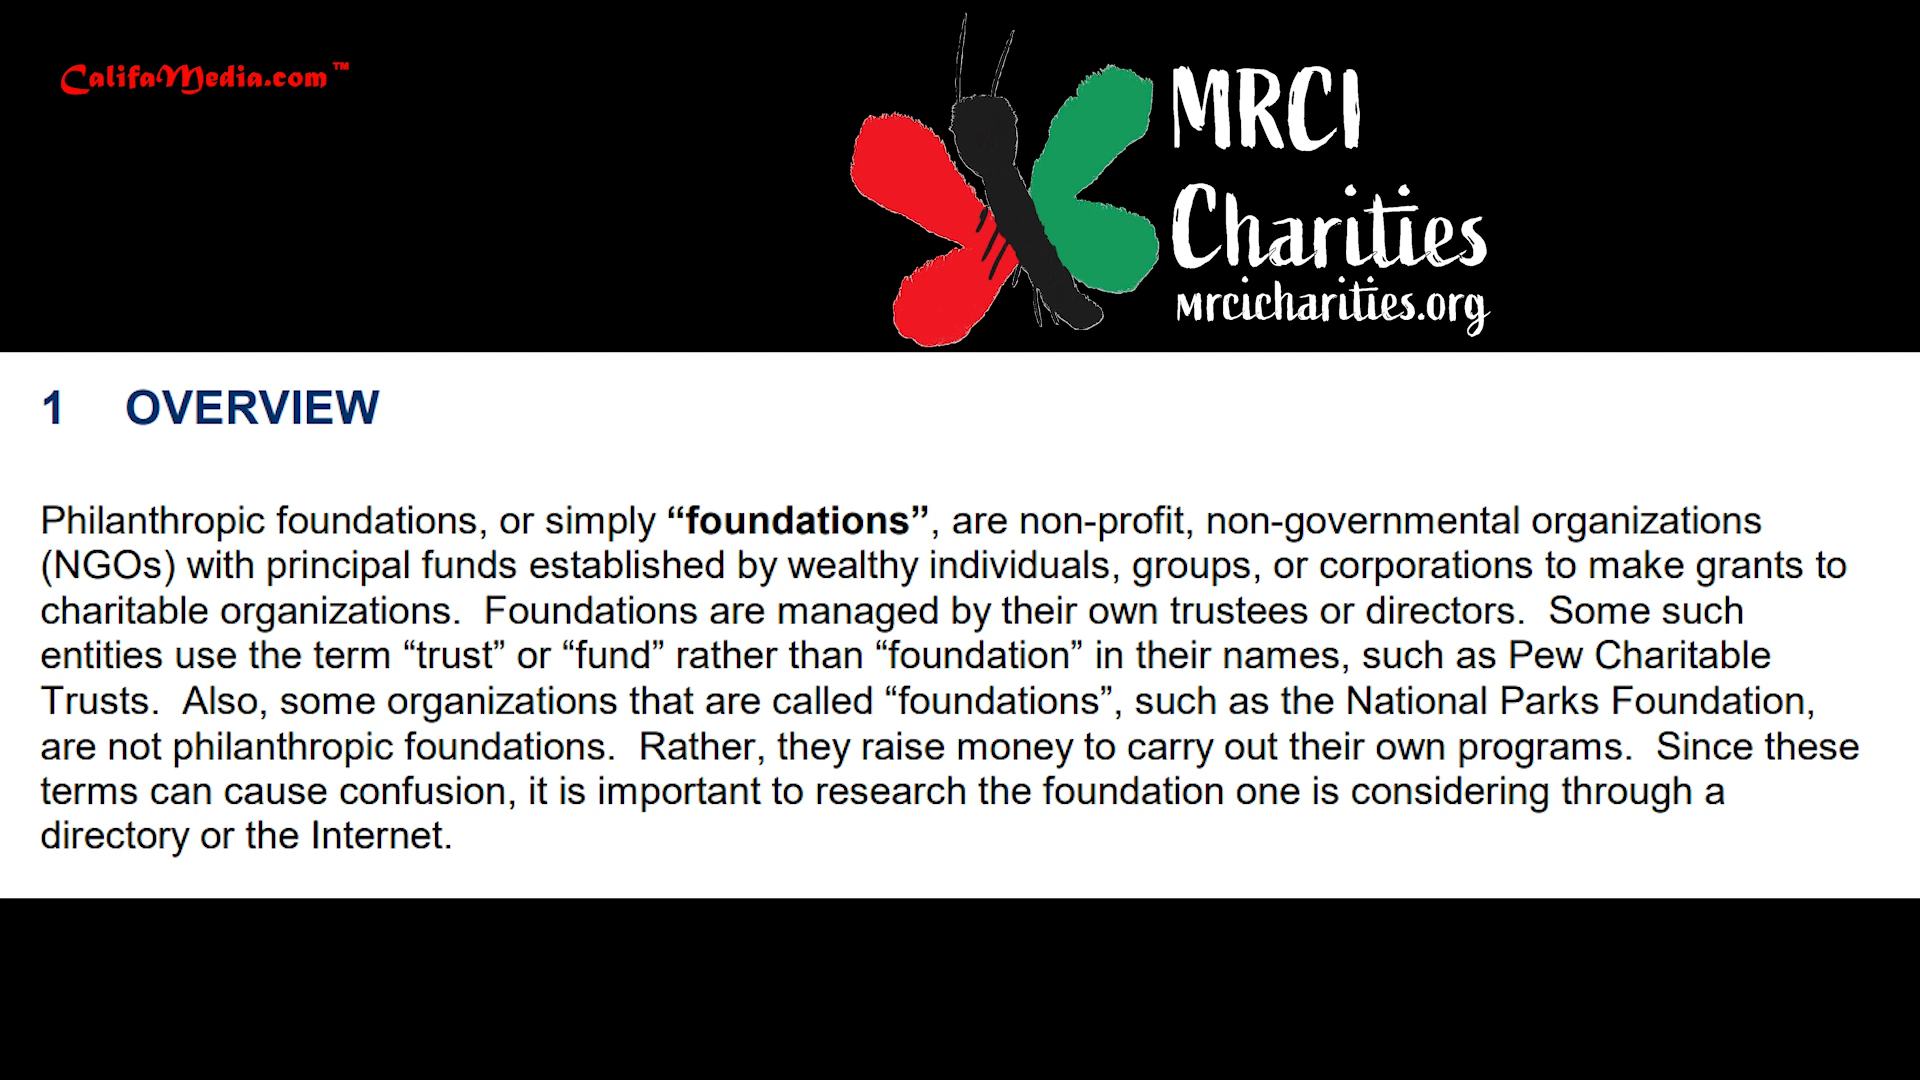 CalifaMedia.com™
MRCI
Charities
mrcicharities.org
1 OVERVIEW
Philanthropic foundations, or simply “foundations”, are non-profit, non-governmental organizations
(NGOs) with principal funds established by wealthy individuals, groups, or corporations to make grants to
charitable organizations. Foundations are managed by their own trustees or directors. Some such
entities use the term “trust” or “fund” rather than “foundation” in their names, such as Pew Charitable
Trusts. Also, some organizations that are called “foundations”, such as the National Parks Foundation,
are not philanthropic foundations. Rather, they raise money to carry out their own programs. Since these
terms can cause confusion, it is important to research the foundation one is considering through a
directory or the Internet.